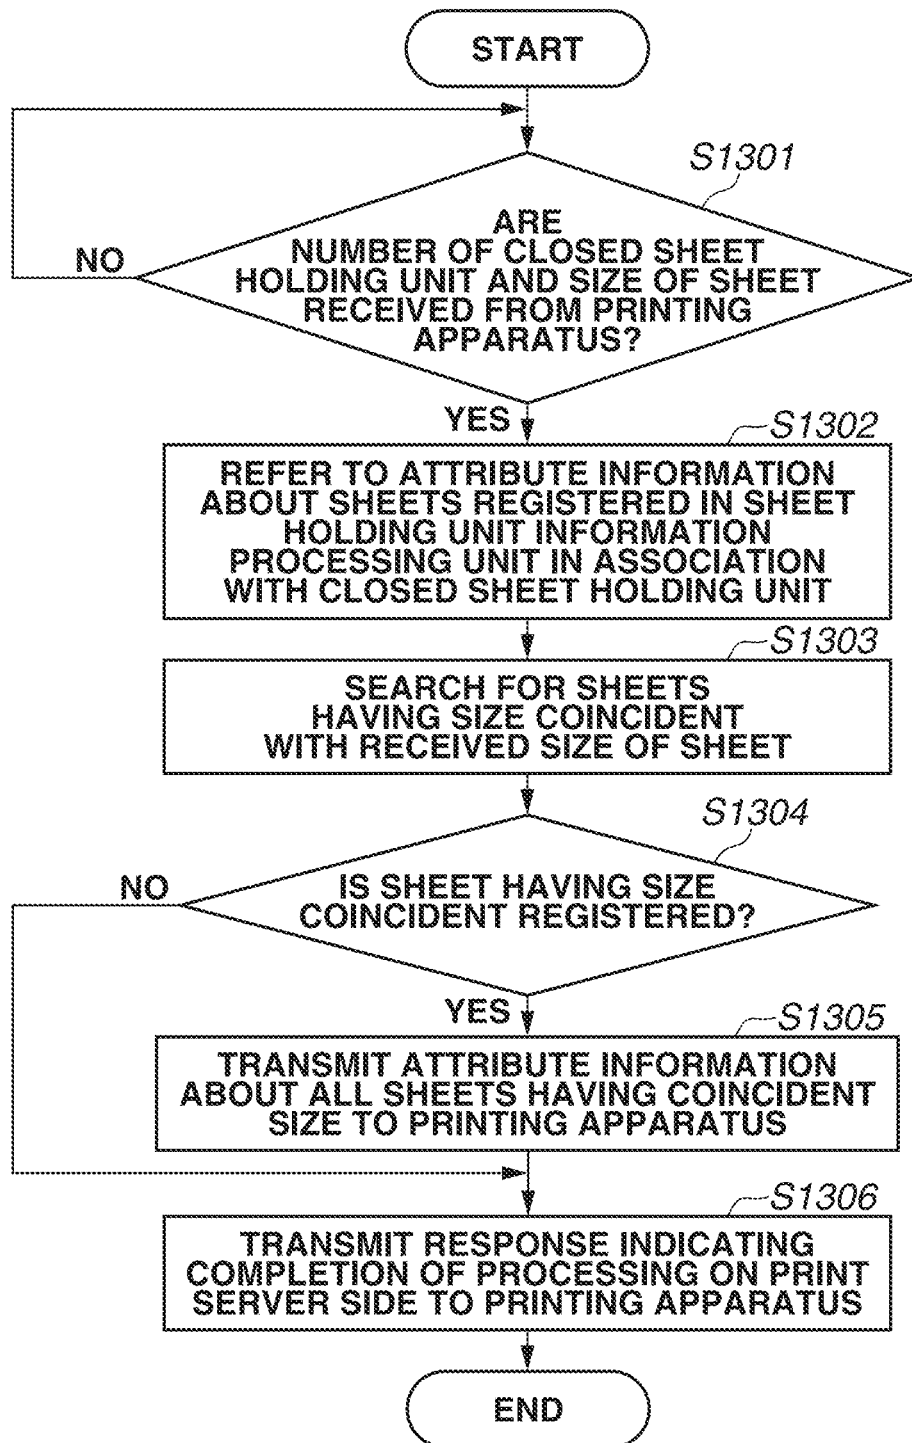 START
S1301
ARE
NUMBER OF CLOSED SHEET
HOLDING UNIT AND SIZE OF SHEET
RECEIVED FROM PRINTING
APPARATUS?
NO
YES
S1302
REFER TO ATTRIBUTE INFORMATION
ABOUT SHEETS REGISTERED IN SHEET
HOLDING UNIT INFORMATION
PROCESSING UNIT IN ASSOCIATION
WITH CLOSED SHEET HOLDING UNIT
S1303
SEARCH FOR SHEETS
HAVING SIZE COINCIDENT
WITH RECEIVED SIZE OF SHEET
S1304
NO
IS SHEET HAVING SIZE
COINCIDENT REGISTERED?
YES
S1305
TRANSMIT ATTRIBUTE INFORMATION
ABOUT ALL SHEETS HAVING COINCIDENT
SIZE TO PRINTING APPARATUS
S1306
TRANSMIT RESPONSE INDICATING
COMPLETION OF PROCESSING ON PRINT
SERVER SIDE TO PRINTING APPARATUS
END